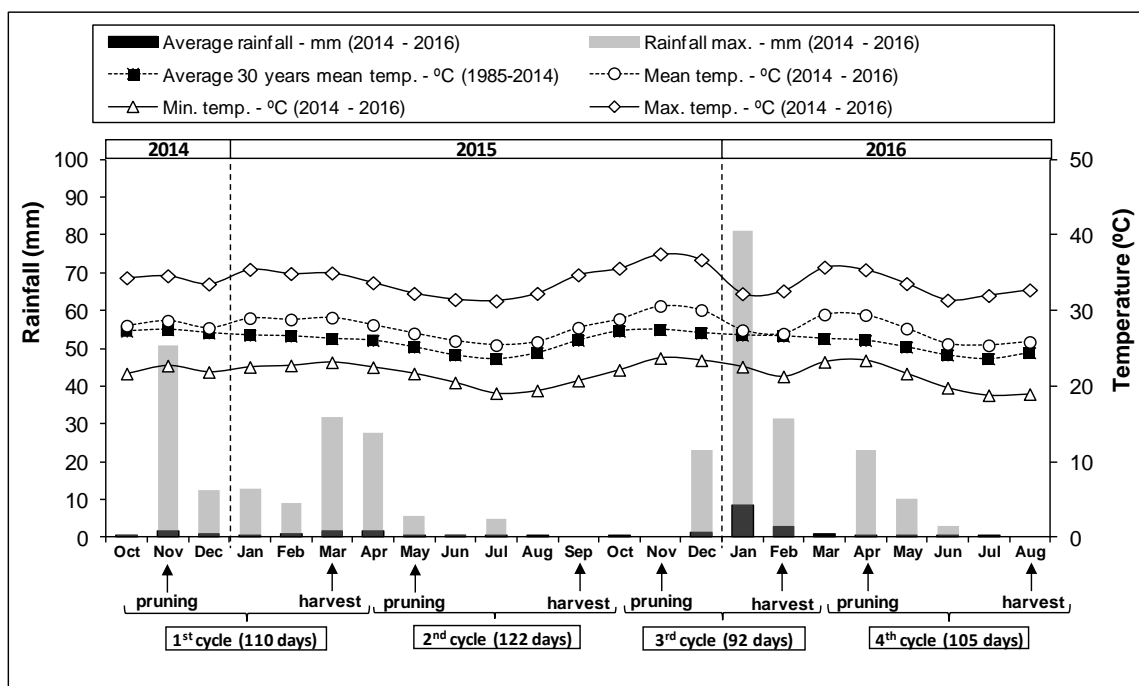 Average rainfall - mm (2014 - 2016) Rainfall max. - mm (2014 - 2016)
Average 30 years mean temp. - ºC (1985-2014) Mean temp. - ºC (2014 - 2016)
Min. temp. - ºC (2014 - 2016) Max. temp. - ºC (2014 - 2016)
2014 2015 2016
Rainfall (mm)
100
90
80
70
60
50
40
30
20
10
0
50
40
30
20
10
0
Temperature (ºC)
Oct Nov Dec Jan Feb Mar Apr May Jun Jul Aug Sep Oct Nov Dec Jan Feb Mar Apr May Jun Jul Aug
pruning harvest pruning harvest pruning harvest pruning harvest
1st cycle (110 days) 2nd cycle (122 days) 3rd cycle (92 days) 4th cycle (105 days)